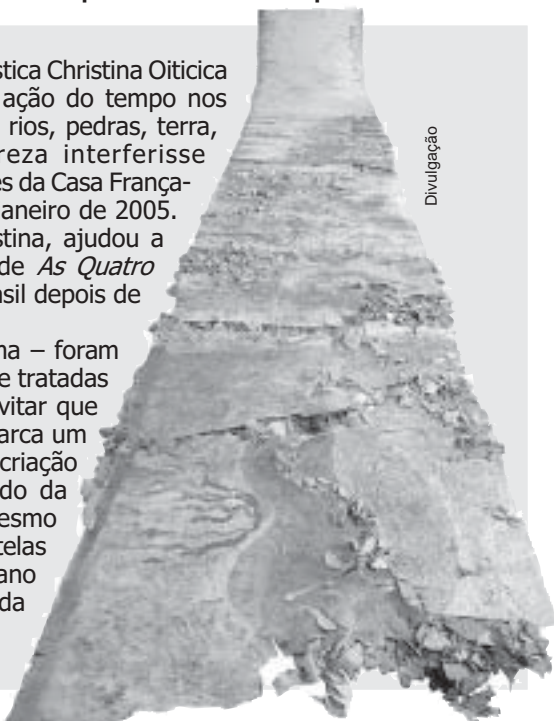 stica Christina Oiticica
ação do tempo nos
rios, pedras, terra,
reza interferisse
es da Casa França-
aneiro de 2005.
stina, ajudou a
de As Quatro
asil depois de
na – foram
e tratadas
vitar que
arca um
criação
do da
esmo
telas
ano
da
Divulgação